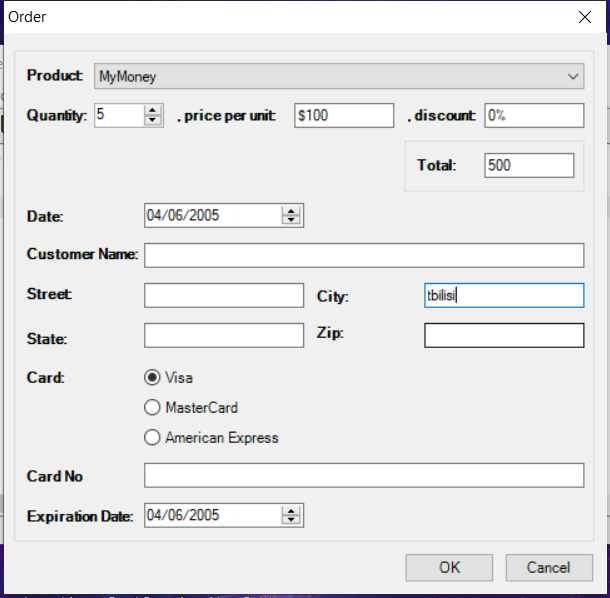 Order
Product: MyMoney
Quantity: 5 , price per unit: $100 , discount: 0%
Total: 500
Date: 04/06/2005
Customer Name:
Street: City: tbilisi
State: Zip:
Card: Visa
MasterCard
American Express
Card No
Expiration Date: 04/06/2005
OK Cancel